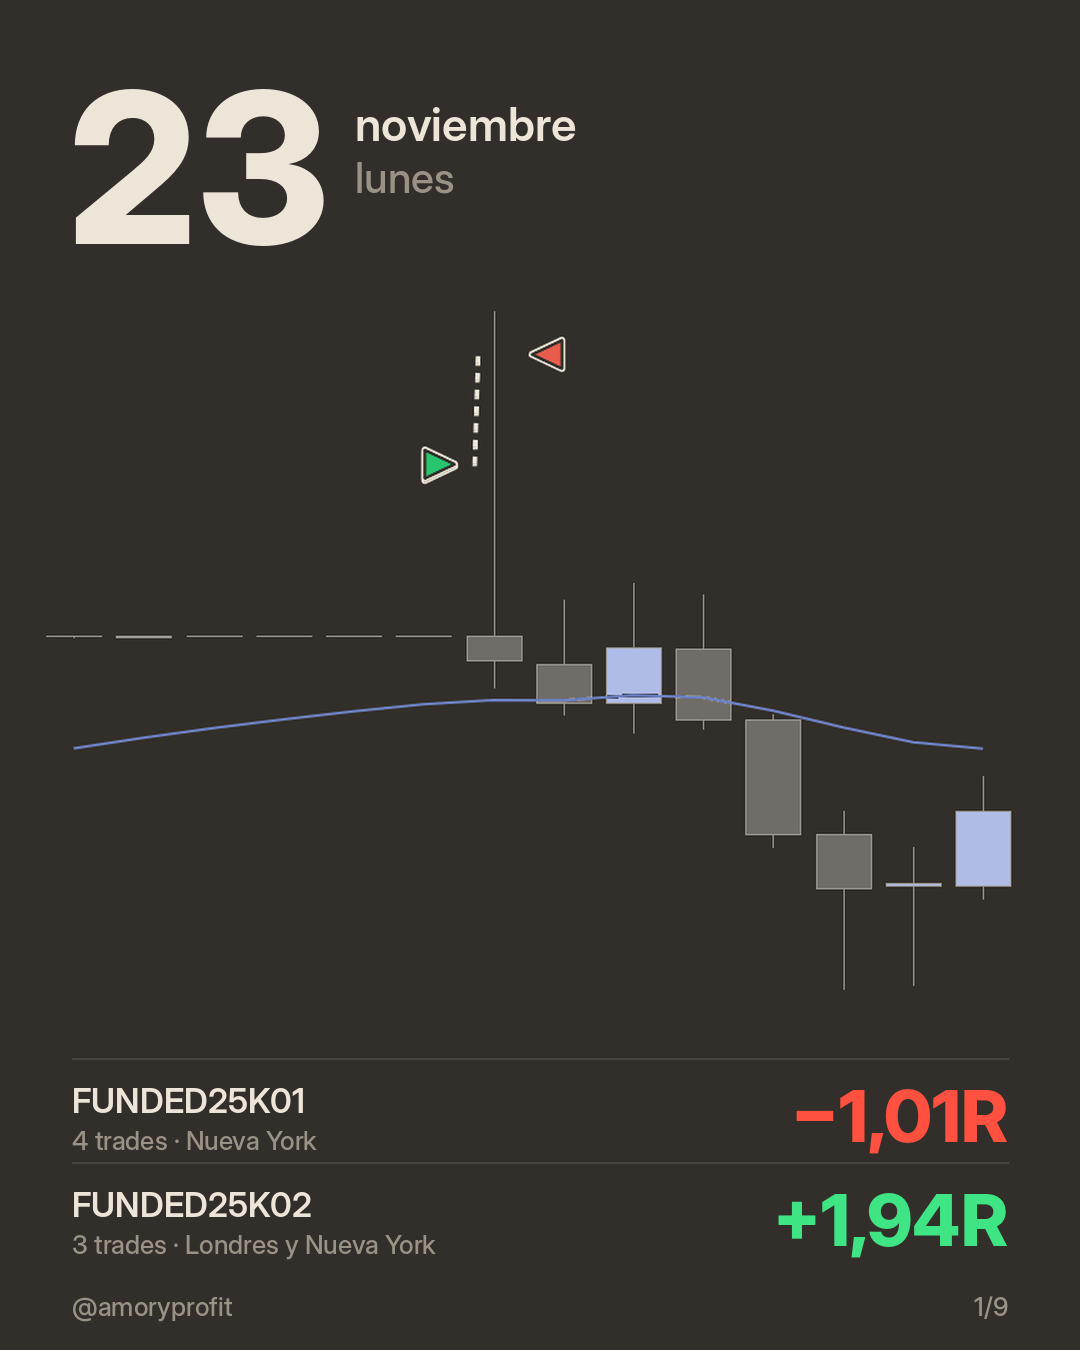 23
noviembre
lunes
FUNDED25K01
4 trades · Nueva York
−1,01R
FUNDED25K02
3 trades · Londres y Nueva York
+1,94R
@amoryprofit
1/9